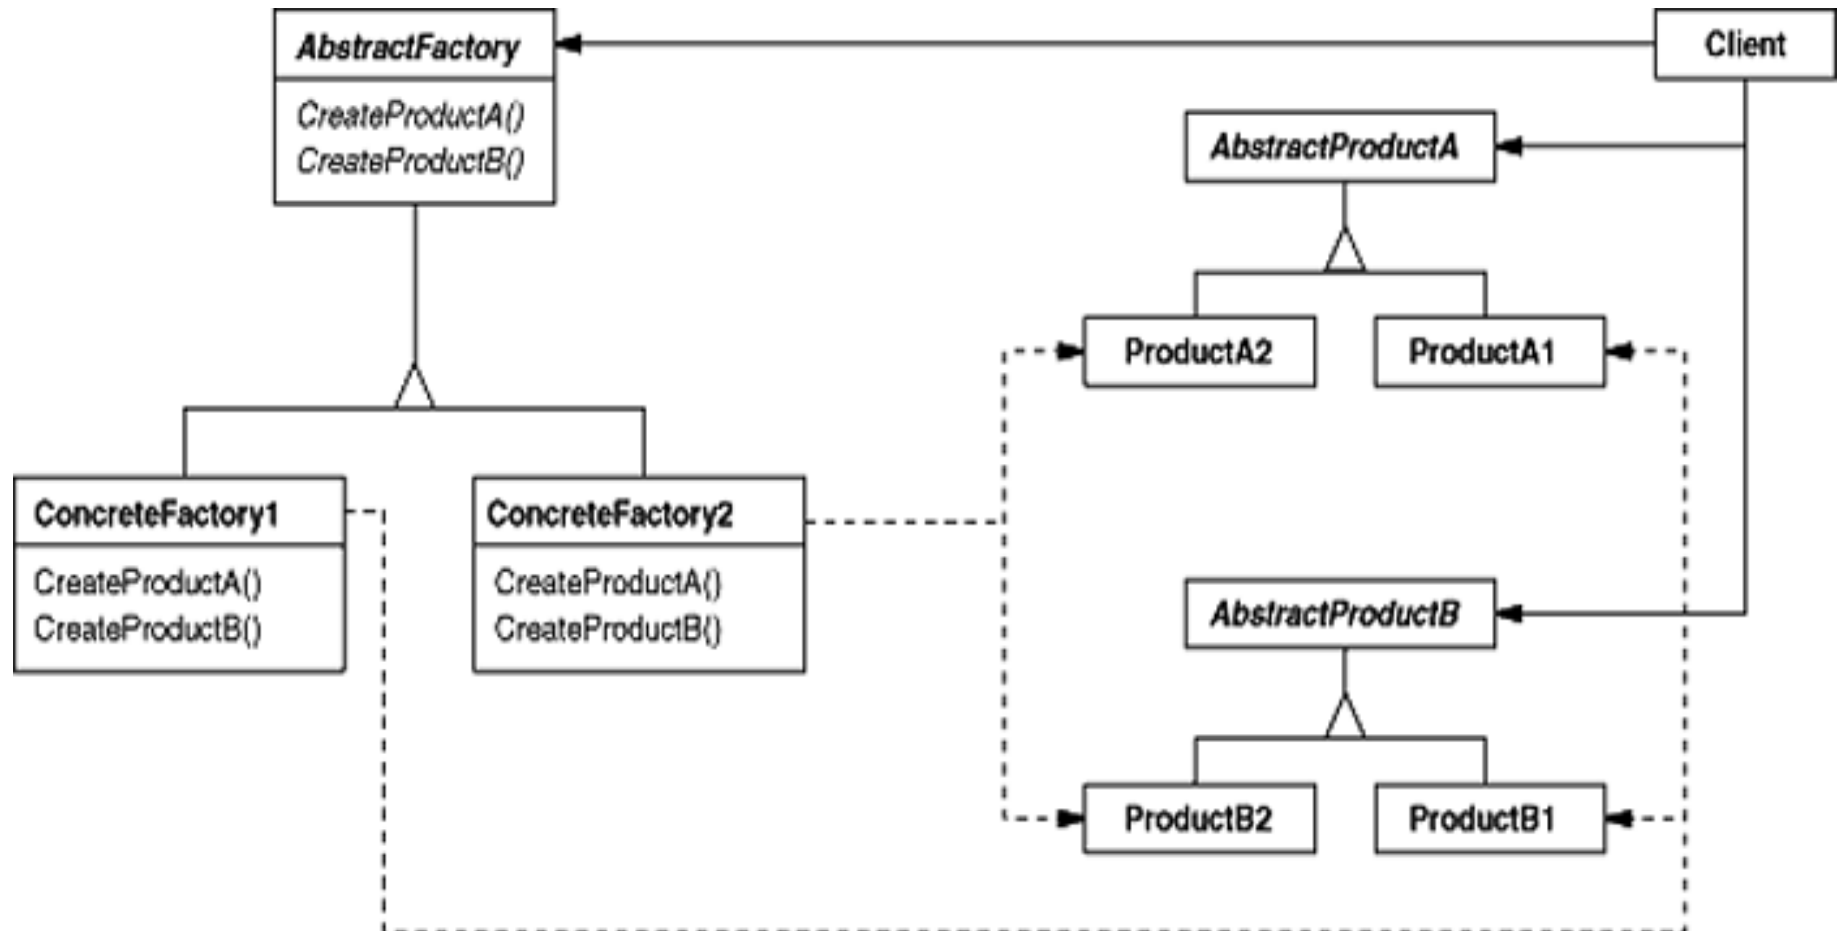 AbstractFactory
CreateProductA()
CreateProductB()
Client
AbstractProductA
ProductA2
ProductA1
ConcreteFactory1
CreateProductA()
CreateProductB()
ConcreteFactory2
CreateProductA()
CreateProductB()
AbstractProductB
ProductB2
ProductB1